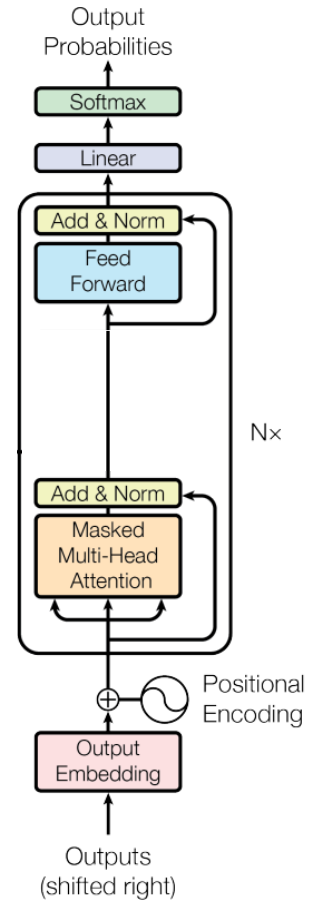 Output
Probabilities
Softmax
Linear
Add & Norm
Feed
Forward
N×
Add & Norm
Masked
Multi-Head
Attention
Positional
Encoding
Output
Embedding
Outputs
(shifted right)